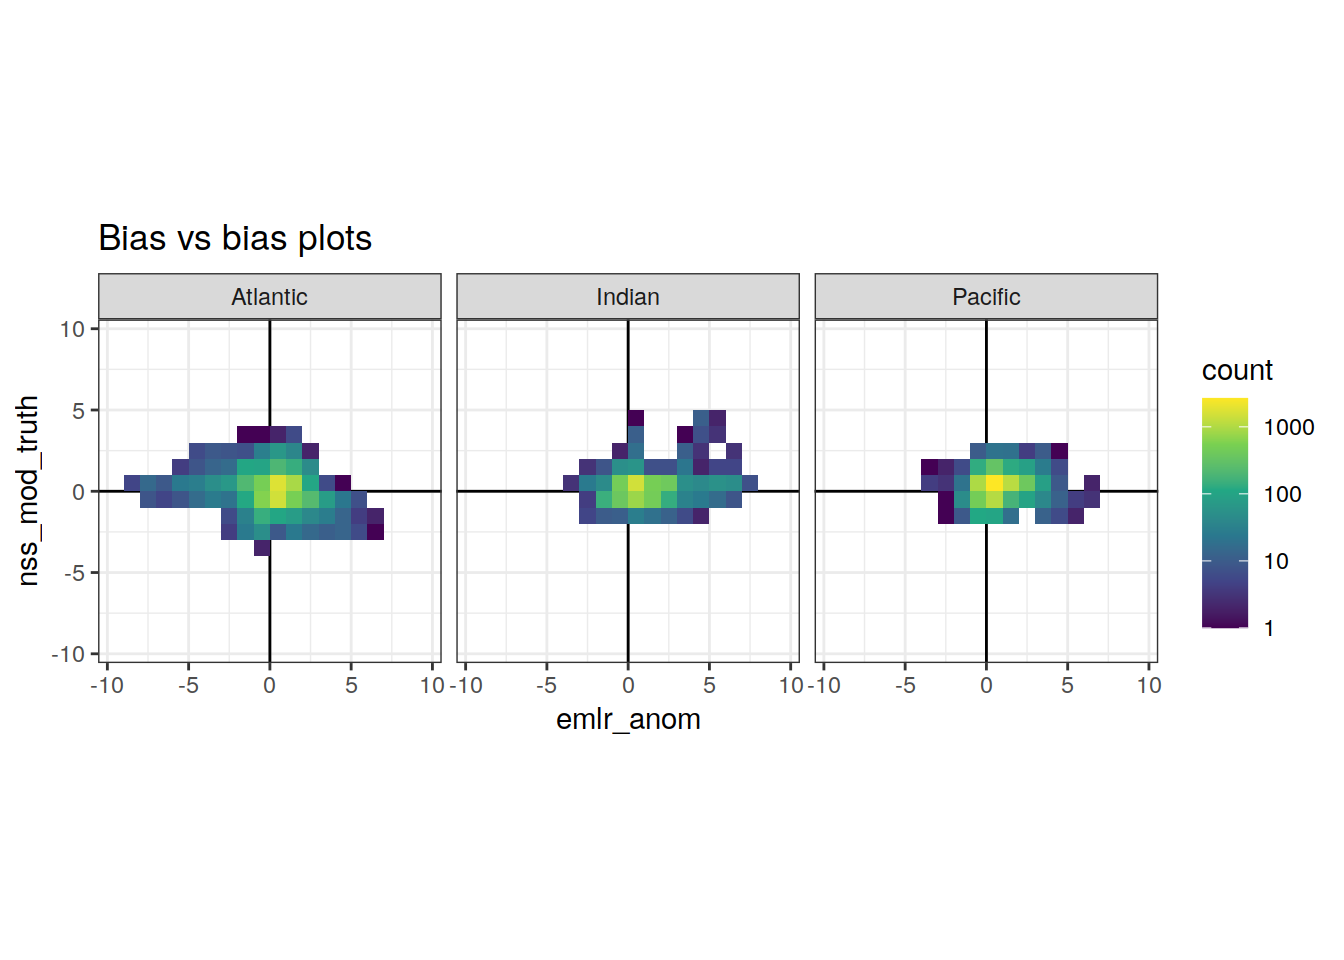 Bias vs bias plots
Atlantic
Indian
Pacific
10
5
0
-5
-10
nss_mod_truth
-10 -5 0 5 10
-10 -5 0 5 10
-10 -5 0 5 10
emlr_anom
count
1000
100
10
1